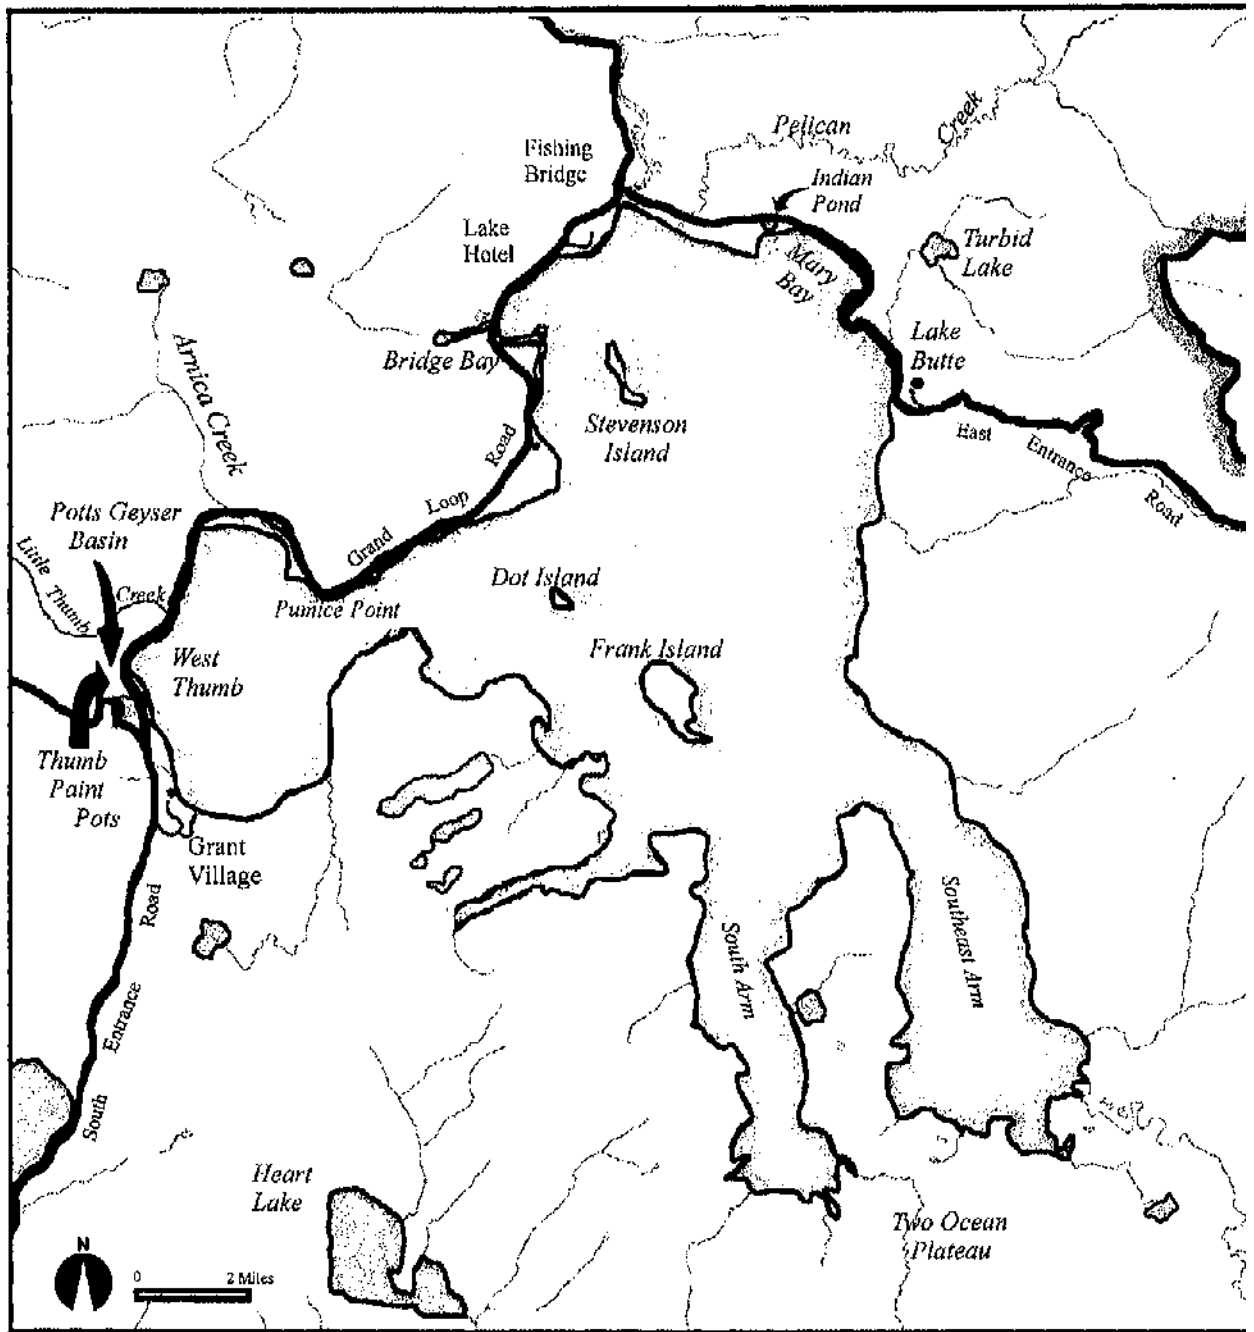 Pelican
Creek
Fishing
Bridge
Indian
Pond
Lake
Hotel
Turbid
Lake
Mary
Bay
Arnica Creek
Bridge Bay
Lake
Butte
Stevenson
Island
East Entrance Road
Grand Loop Road
Potts Geyser
Basin
Little Thumb Creek
Dot Island
Pumice Point
West
Thumb
Frank Island
Thumb
Paint
Pots
Grant
Village
South Entrance Road
South Arm
Southeast Arm
Heart
Lake
Two Ocean
Plateau
N
0 2 Miles